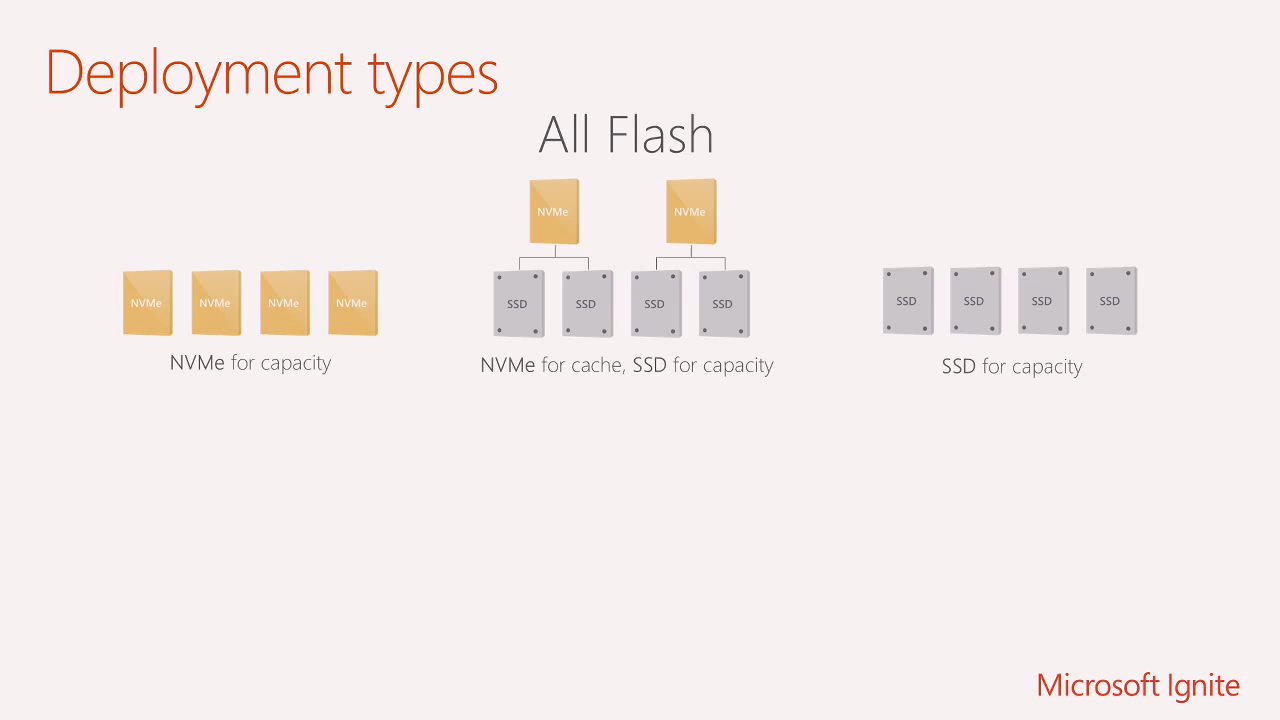 Deployment types
All Flash
NVMe NVMe
NVMe NVMe NVMe NVMe
SSD SSD SSD SSD
SSD SSD SSD SSD
NVMe for capacity
NVMe for cache, SSD for capacity
SSD for capacity
Microsoft Ignite